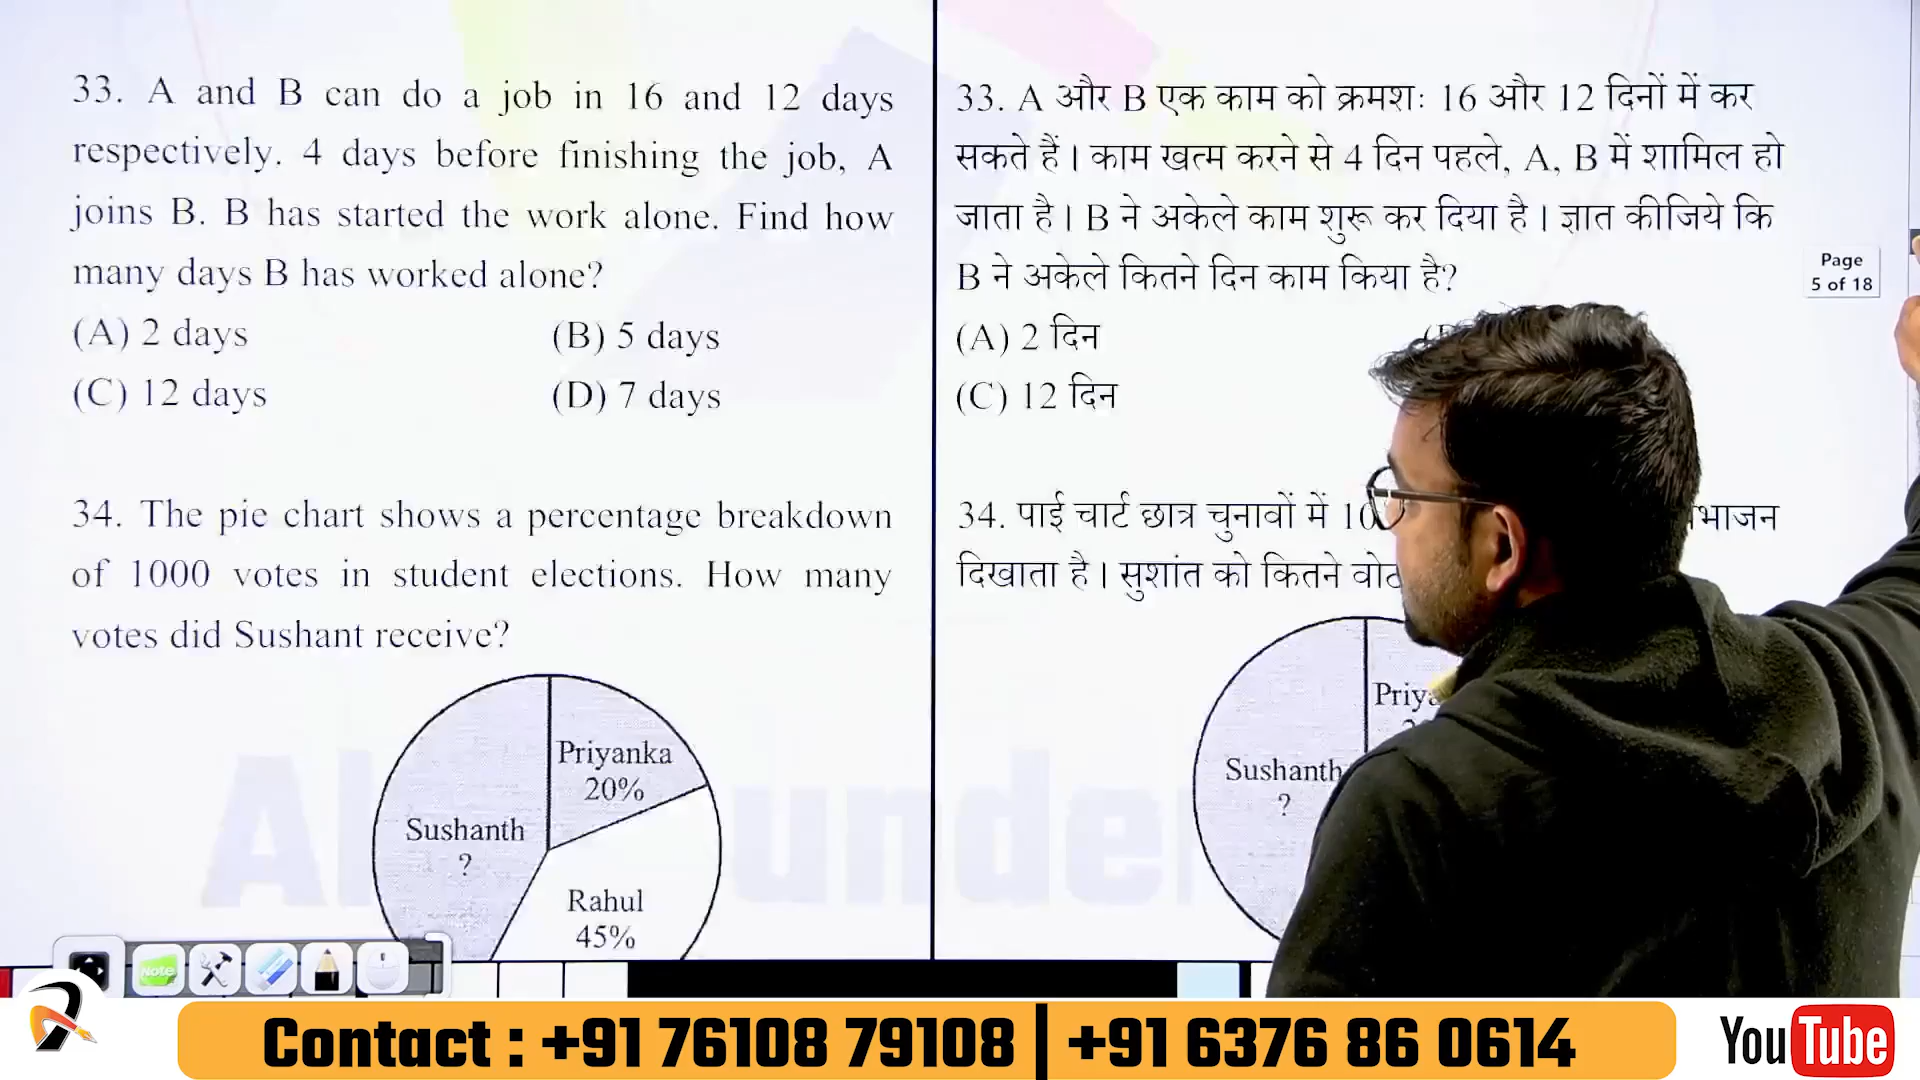 33. A and B can do a job in 16 and 12 days
respectively. 4 days before finishing the job, A
joins B. B has started the work alone. Find how
many days B has worked alone?
(A) 2 days (B) 5 days
(C) 12 days (D) 7 days
34. The pie chart shows a percentage breakdown
of 1000 votes in student elections. How many
votes did Sushant receive?
Priyanka
20%
Sushanth
?
Rahul
45%
33. A और B एक काम को क्रमशः 16 और 12 दिनों में कर
सकते हैं। काम खत्म करने से 4 दिन पहले, A, B में शामिल हो
जाता है। B ने अकेले काम शुरू कर दिया है। ज्ञात कीजिये कि
B ने अकेले कितने दिन काम किया है?
(A) 2 दिन
(C) 12 दिन
34. पाई चार्ट छात्र चुनावों में
दिखाता है। सुशांत को कितने
Sushanth
?
Page
5 of 18
Note
Contact : +91 76108 79108 | +91 6376 86 0614
YouTube